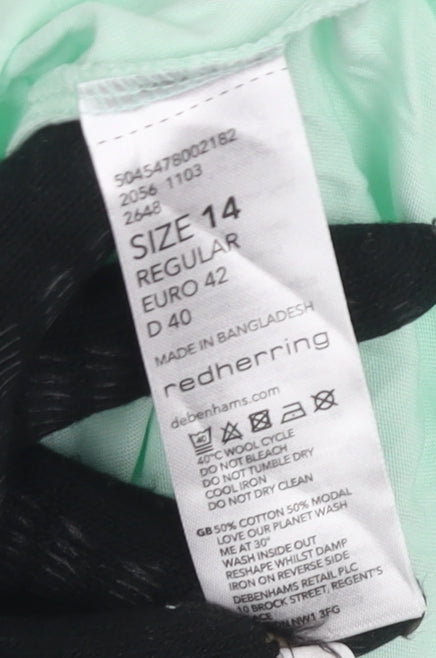 5045478002182
2056 1103
2648
SIZE 14
REGULAR
EURO 42
D 40
MADE IN BANGLADESH
redherring
debenhams.com
40
40°C WOOL CYCLE
DO NOT BLEACH
DO NOT TUMBLE DRY
COOL IRON
DO NOT DRY CLEAN
GB 50% COTTON 50% MODAL
LOVE OUR PLANET WASH
ME AT 30°
WASH INSIDE OUT
RESHAPE WHILST DAMP
IRON ON REVERSE SIDE
DEBENHAMS RETAIL PLC
10 BROCK STREET, REGENT'S
NW1 3FG